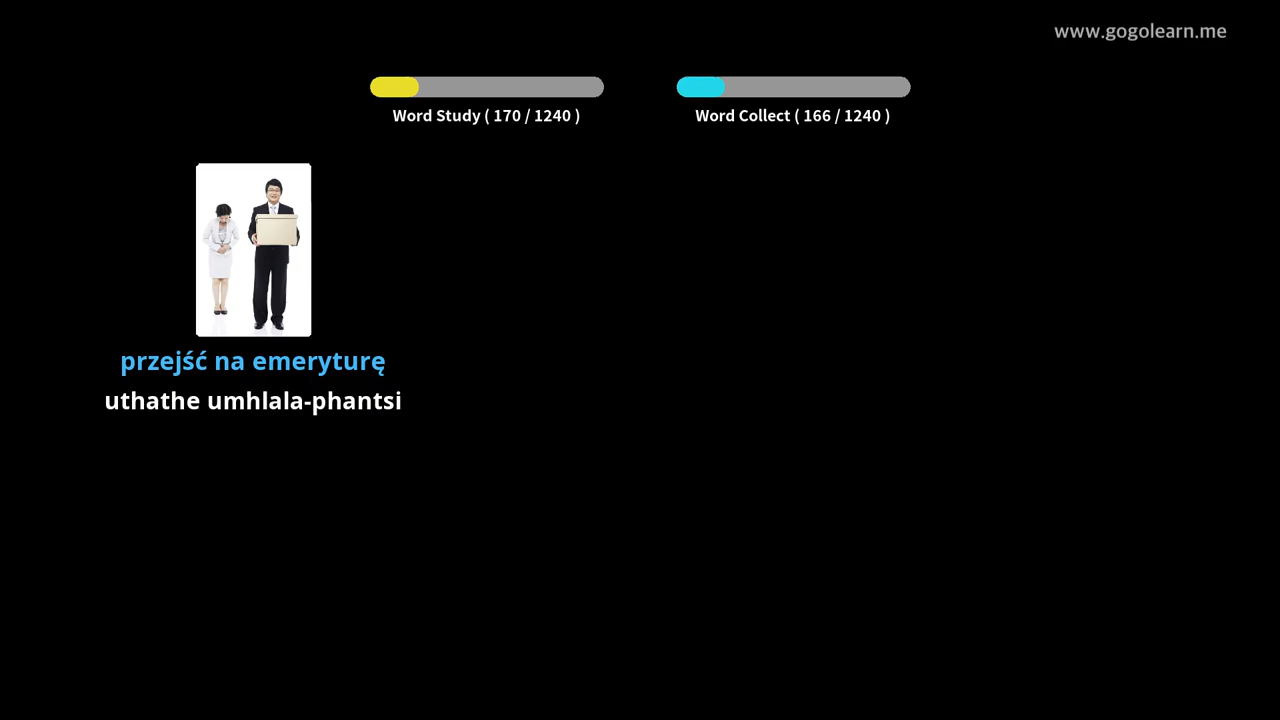 www.gogolearn.me
Word Study ( 170 / 1240 )
Word Collect ( 166 / 1240 )
przejść na emeryturę
uthathe umhlala-phantsi